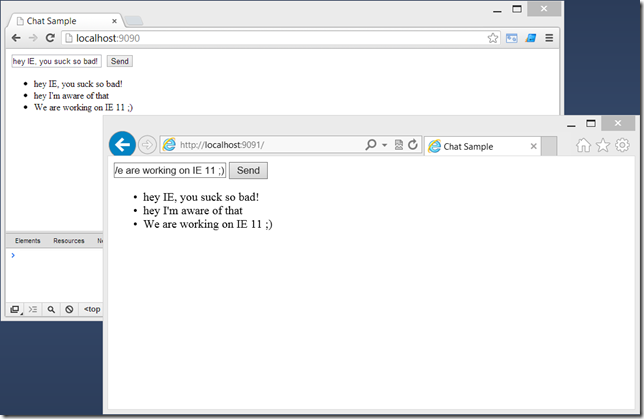 Chat Sample
localhost:9090
hey IE, you suck so bad! Send
hey IE, you suck so bad!
hey I'm aware of that
We are working on IE 11 ;)
Elements Resources
<top
http://localhost:9091/ Chat Sample
e are working on IE 11 ;) Send
hey IE, you suck so bad!
hey I'm aware of that
We are working on IE 11 ;)